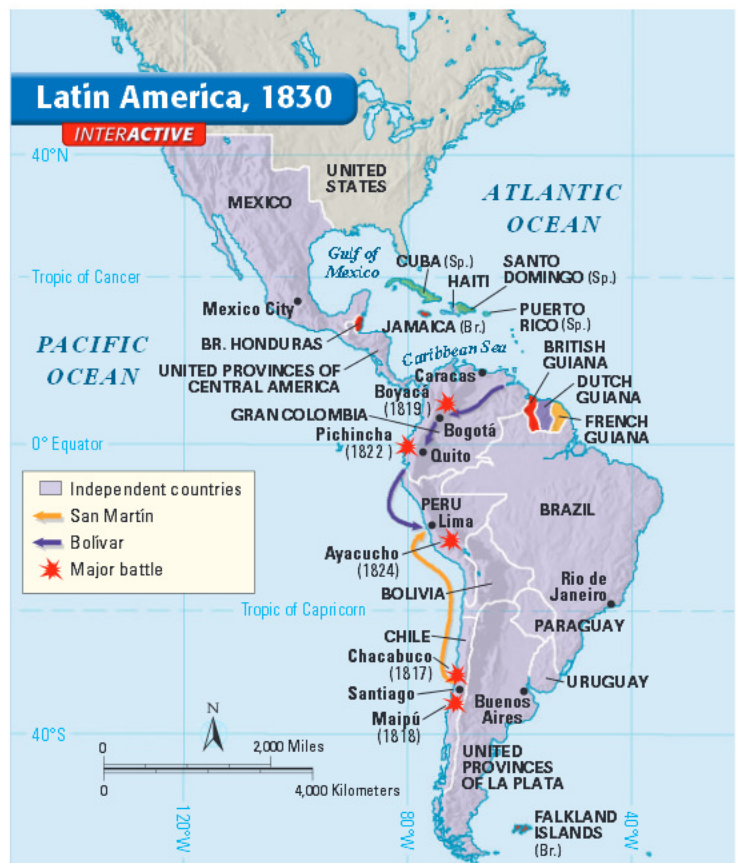 Latin America, 1830
INTERACTIVE
40°N
UNITED
STATES
MEXICO
ATLANTIC
OCEAN
Gulf of
Mexico
CUBA (Sp.)
SANTO
DOMINGO (Sp.)
HAITI
Tropic of Cancer
Mexico City
JAMAICA (Br.)
PUERTO
RICO (Sp.)
PACIFIC
OCEAN
BR. HONDURAS
Caribbean Sea
BRITISH
GUIANA
UNITED PROVINCES OF
CENTRAL AMERICA
Caracas
DUTCH
GUIANA
Boyacá
(1819)
GRAN COLOMBIA
Bogotá
FRENCH
GUIANA
Pichincha
(1822)
0° Equator
Quito
Independent countries
San Martín
Bolívar
Major battle
PERU
Lima
BRAZIL
Ayacucho
(1824)
BOLIVIA
Rio de
Janeiro
Tropic of Capricorn
PARAGUAY
CHILE
Chacabuco
(1817)
Santiago
URUGUAY
Buenos
Aires
Maipú
(1818)
N
40°S
0
2,000 Miles
0
4,000 Kilometers
UNITED
PROVINCES
OF LA PLATA
120°W
80°W
40°W
FALKLAND
ISLANDS
(Br.)